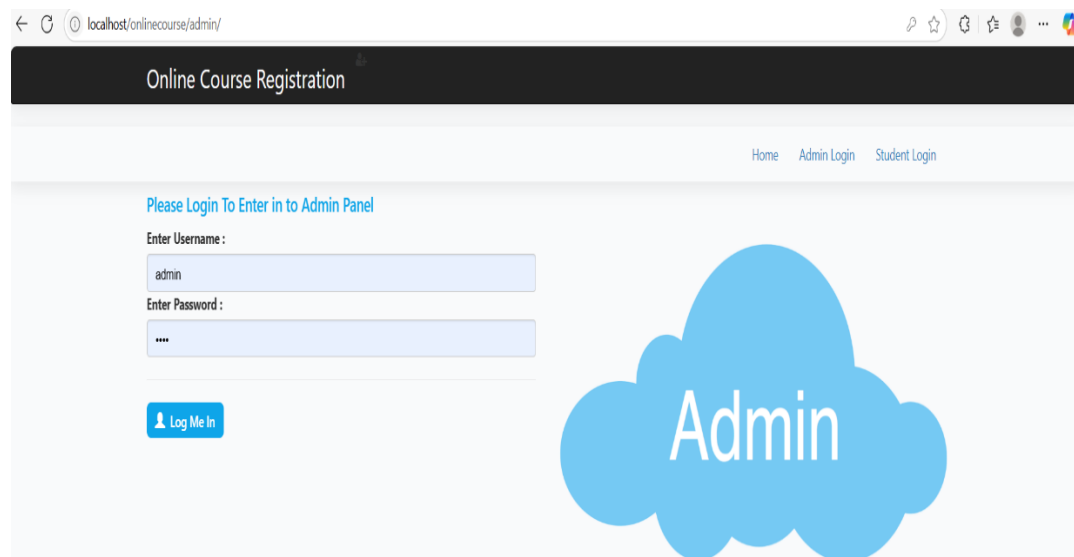 localhost/onlinecourse/admin/
Online Course Registration
Home Admin Login Student Login
Please Login To Enter in to Admin Panel
Enter Username :
admin
Enter Password :
••••
Log Me In
Admin